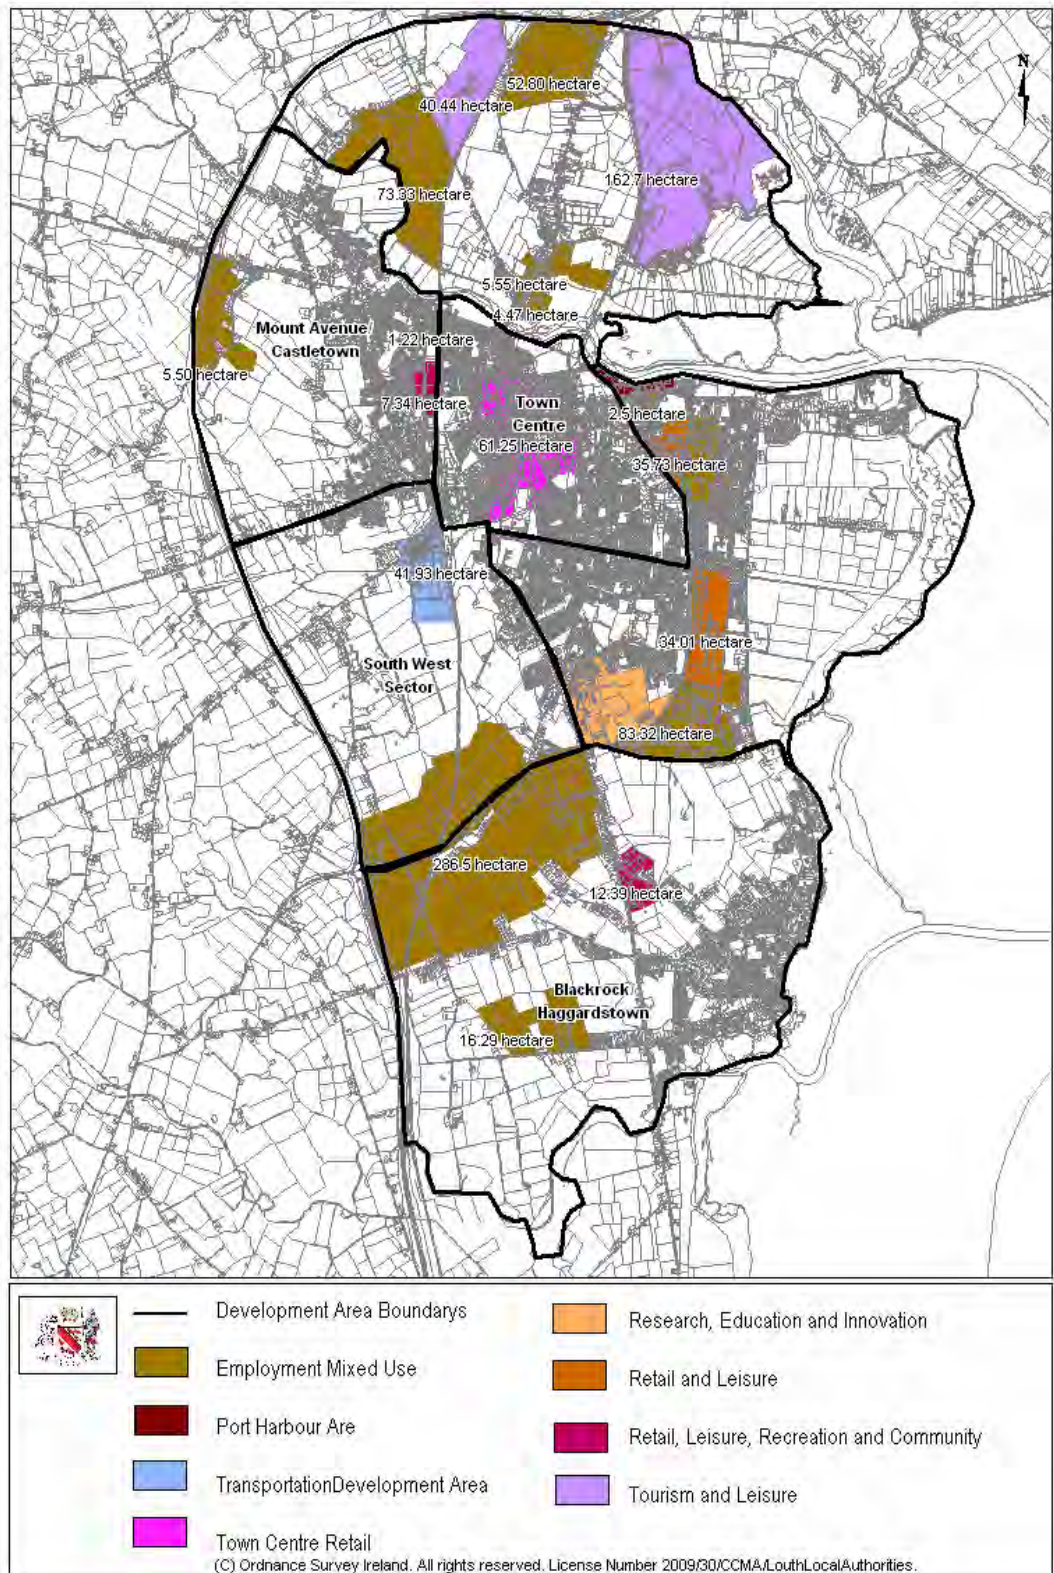 N
52.80 hectare
40.44 hectare
162.7 hectare
73.33 hectare
5.55 hectare
4.47 hectare
Mount Avenue/
Castletown
1.22 hectare
5.50 hectare
7.34 hectare
Town
Centre
2.5 hectare
61.25 hectare
35.73 hectare
41.93 hectare
34.01 hectare
South West
Sector
83.32 hectare
286.5 hectare
12.39 hectare
Blackrock/
Haggardstown
16.29 hectare
Development Area Boundarys
Employment Mixed Use
Port Harbour Are
TransportationDevelopment Area
Town Centre Retail
Research, Education and Innovation
Retail and Leisure
Retail, Leisure, Recreation and Community
Tourism and Leisure
(C) Ordnance Survey Ireland. All rights reserved. License Number 2009/30/CCMA/LouthLocalAuthorities.